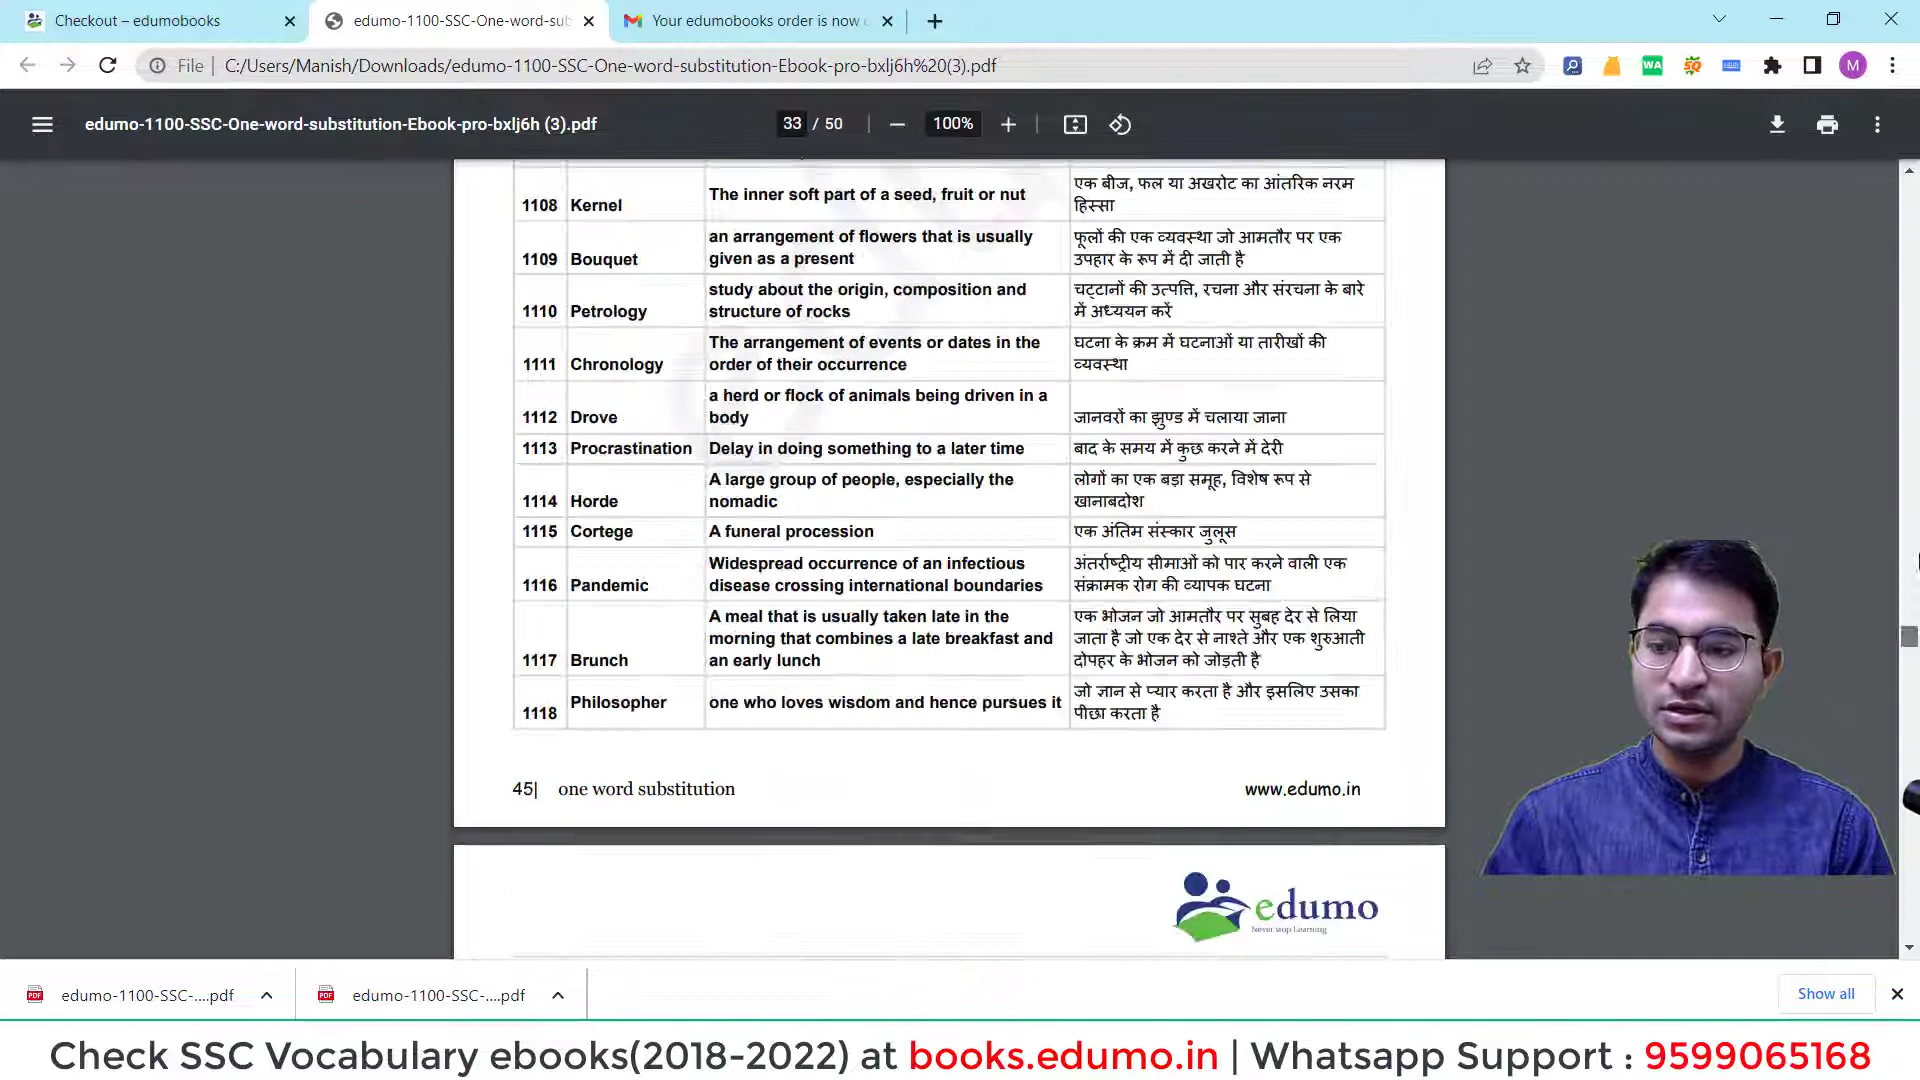 Checkout – edumobooks
edumo-1100-SSC-One-word-sub
Your edumobooks order is now
File | C:/Users/Manish/Downloads/edumo-1100-SSC-One-word-substitution-Ebook-pro-bxlj6h%20(3).pdf
WA
M
edumo-1100-SSC-One-word-substitution-Ebook-pro-bxlj6h (3).pdf
33 / 50
100%
1108 Kernel The inner soft part of a seed, fruit or nut एक बीज, फल या अखरोट का आंतरिक नरम
हिस्सा
1109 Bouquet an arrangement of flowers that is usually फूलों की एक व्यवस्था जो आमतौर पर एक
given as a present उपहार के रूप में दी जाती है
1110 Petrology study about the origin, composition and चट्टानों की उत्पत्ति, रचना और संरचना के बारे
structure of rocks में अध्ययन करें
1111 Chronology The arrangement of events or dates in the घटना के क्रम में घटनाओं या तारीखों की
order of their occurrence व्यवस्था
1112 Drove a herd or flock of animals being driven in a
body जानवरों का झुण्ड में चलाया जाना
1113 Procrastination Delay in doing something to a later time बाद के समय में कुछ करने में देरी
1114 Horde A large group of people, especially the लोगों का एक बड़ा समूह, विशेष रूप से
nomadic खानाबदोश
1115 Cortege A funeral procession एक अंतिम संस्कार जुलूस
1116 Pandemic Widespread occurrence of an infectious अंतर्राष्ट्रीय सीमाओं को पार करने वाली एक
disease crossing international boundaries संक्रामक रोग की व्यापक घटना
1117 Brunch A meal that is usually taken late in the एक भोजन जो आमतौर पर सुबह देर से लिया
morning that combines a late breakfast and जाता है जो एक देर से नाश्ते और एक शुरुआती
an early lunch दोपहर के भोजन को जोड़ती है
1118 Philosopher one who loves wisdom and hence pursues it जो ज्ञान से प्यार करता है और इसलिए उसका
पीछा करता है
45| one word substitution www.edumo.in
edumo
Never stop Learning
edumo-1100-SSC-....pdf
edumo-1100-SSC-....pdf
Show all
Check SSC Vocabulary ebooks(2018-2022) at books.edumo.in | Whatsapp Support : 9599065168